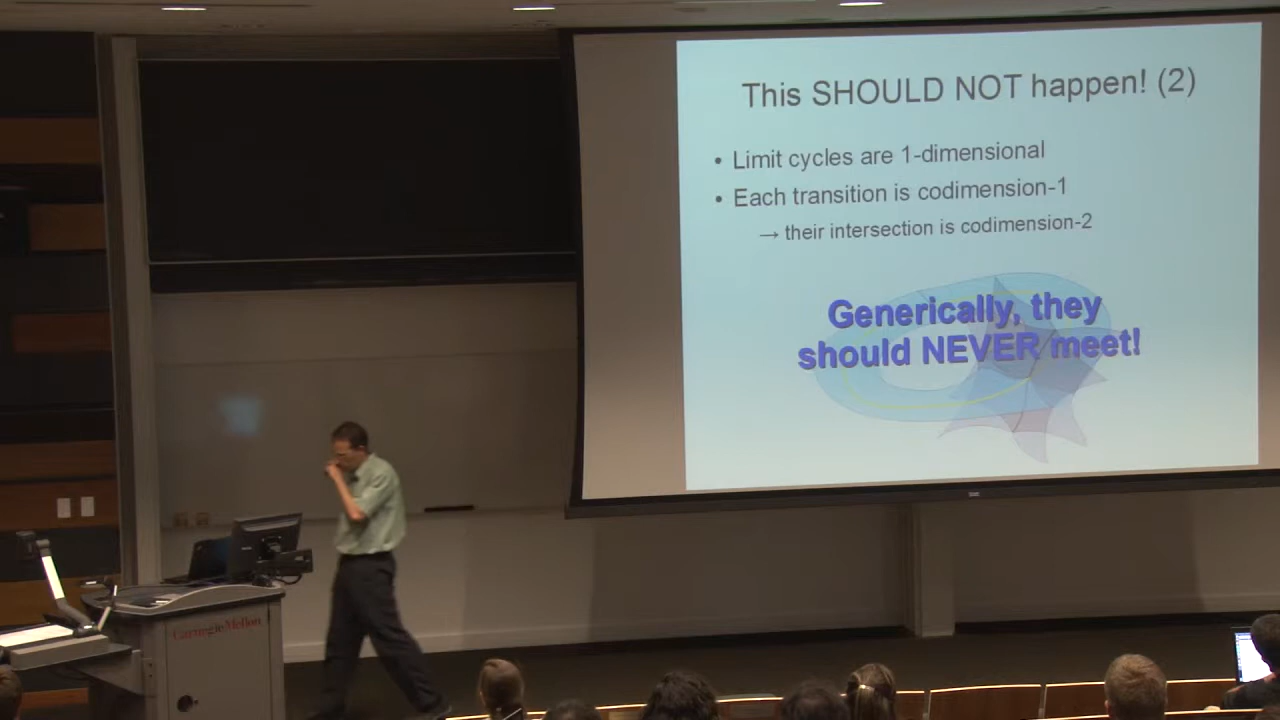 This SHOULD NOT happen! (2)
• Limit cycles are 1-dimensional
• Each transition is codimension-1
→ their intersection is codimension-2
Generically, they
should NEVER meet!
Carnegie Mellon